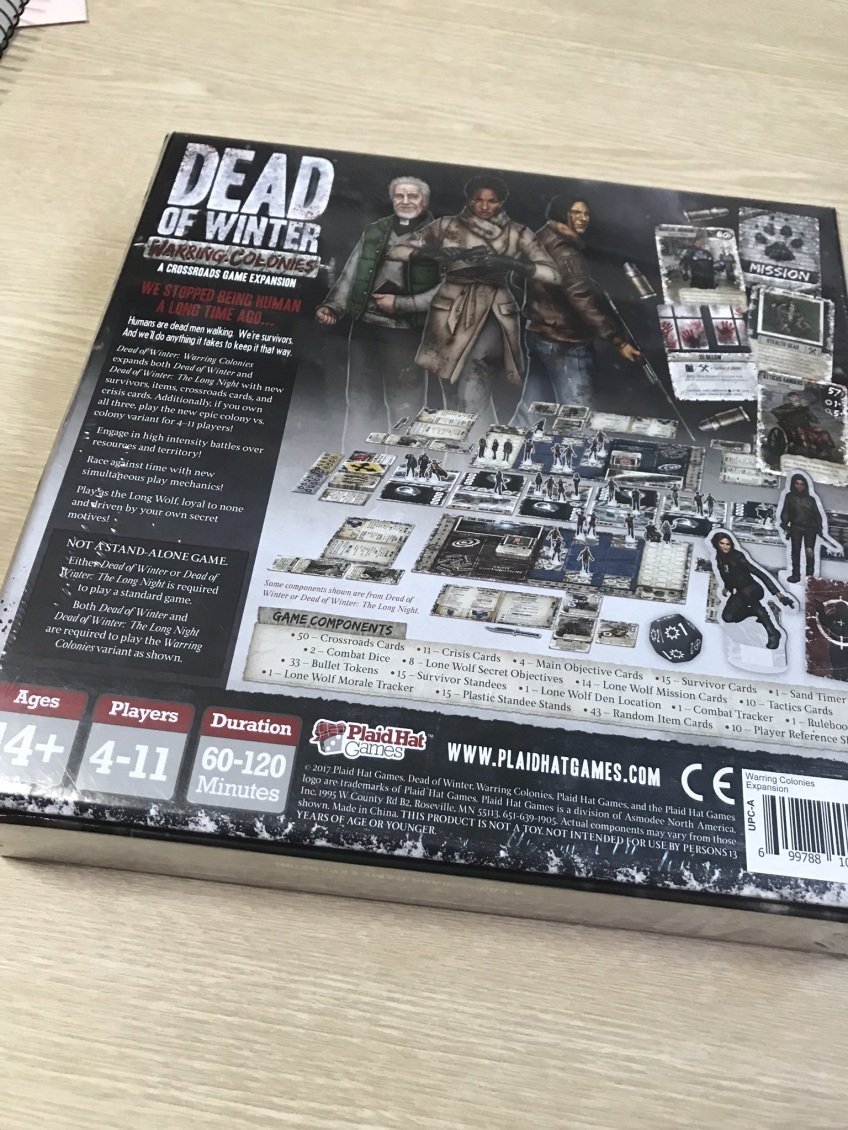 DEAD
OF WINTER
WARRING COLONIES
A CROSSROADS GAME EXPANSION
WE STOPPED BEING HUMAN
A LONG TIME AGO...
Humans are dead men walking. We're survivors.
And we'll do anything it takes to keep it that way.
Dead of Winter: Warring Colonies
expands both Dead of Winter and
Dead of Winter: The Long Night with new
survivors, items, crossroads cards, and
crisis cards. Additionally, if you own
all three, play the new epic colony vs.
colony variant for 4-11 players!
Engage in high intensity battles over
resources and territory!
Race against time with new
simultaneous play mechanics!
Play as the Long Wolf, loyal to none
and driven by your own secret
motives!
NOT A STAND-ALONE GAME.
Either Dead of Winter or Dead of
Winter: The Long Night is required
to play a standard game.
Both Dead of Winter and
Dead of Winter: The Long Night
are required to play the Warring
Colonies variant as shown.
60
MISSION
STEALTH GEAR
57
Some components shown are from Dead of
Winter or Dead of Winter: The Long Night.
GAME COMPONENTS
• 50 – Crossroads Cards • 11 – Crisis Cards • 4 – Main Objective Cards • 15 – Survivor Cards • 1 – Sand Timer
• 2 – Combat Dice • 8 – Lone Wolf Secret Objectives • 14 – Lone Wolf Mission Cards • 10 – Tactics Cards
• 33 – Bullet Tokens • 15 – Survivor Standees • 1 – Lone Wolf Den Location • 1 – Combat Tracker • 1 –
• 1 – Lone Wolf Morale Tracker • 15 – Plastic Standee Stands • 43 – Random Item Cards • 10 – Player Reference
Ages
14+
Players
4-11
Duration
60-120
Minutes
Plaid Hat
Games
WWW.PLAIDHATGAMES.COM
CE
© 2017 Plaid Hat Games. Dead of Winter, Warring Colonies, Plaid Hat Games, and the Plaid Hat Games
logo are trademarks of Plaid Hat Games. Plaid Hat Games is a division of Asmodee North America,
Inc, 1995 W. County Rd B2, Roseville, MN 55113. 651-639-1905. Actual components may vary from those
shown. Made in China. THIS PRODUCT IS NOT A TOY. NOT INTENDED FOR USE BY PERSONS 13
YEARS OF AGE OR YOUNGER.
Warring Colonies
Expansion
UPC-A
6 99788 10